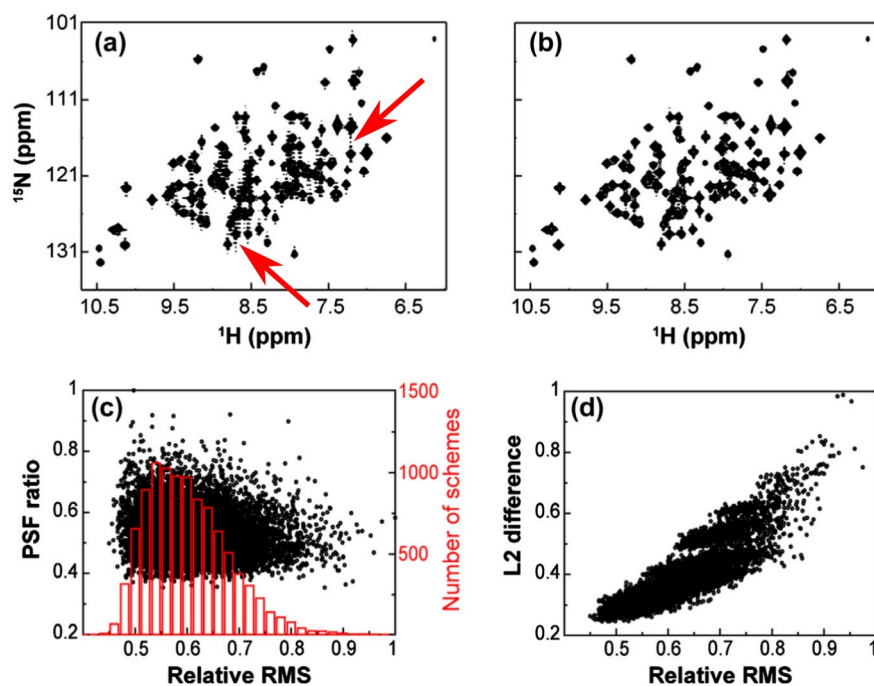 (a)
101
111
121
131
¹⁵N (ppm)
10.5 9.5 8.5 7.5 6.5
¹H (ppm)
(b)
10.5 9.5 8.5 7.5 6.5
¹H (ppm)
(c)
1
0.8
0.6
0.4
0.2
PSF ratio
1500
1000
500
Number of schemes
0.5 0.6 0.7 0.8 0.9 1
Relative RMS
(d)
1
0.8
0.6
0.4
0.2
L2 difference
0.5 0.6 0.7 0.8 0.9 1
Relative RMS